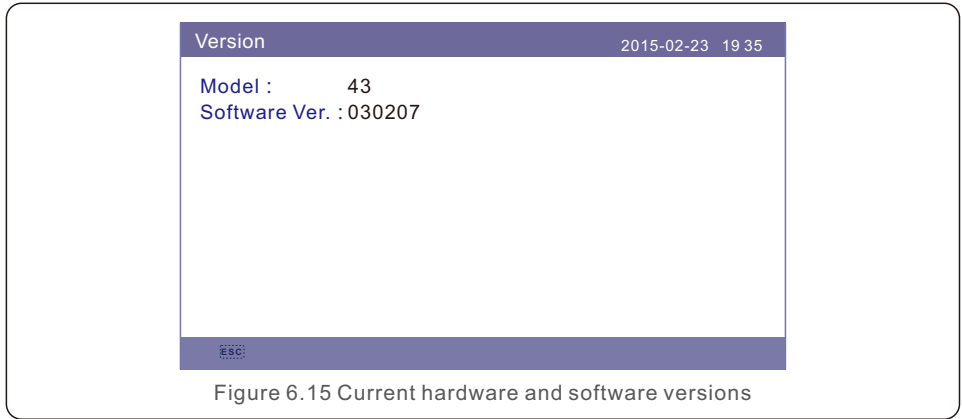 Version 2015-02-23 19 35
Model : 43
Software Ver. : 030207
ESC
Figure 6.15 Current hardware and software versions